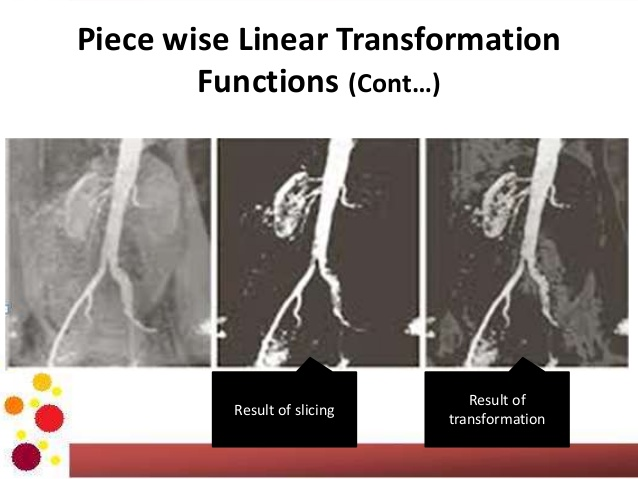 Piece wise Linear Transformation
Functions (Cont…)
Result of slicing
Result of
transformation